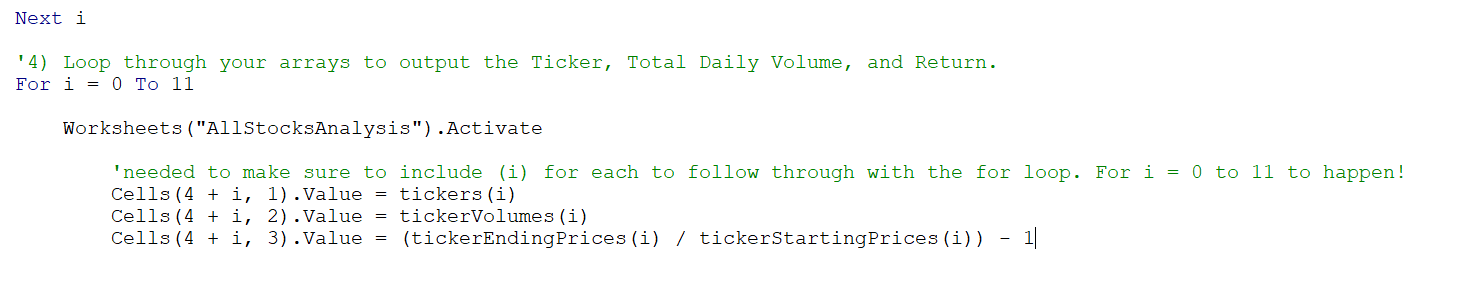 Next i
'4) Loop through your arrays to output the Ticker, Total Daily Volume, and Return.
For i = 0 To 11
Worksheets("AllStocksAnalysis").Activate
'needed to make sure to include (i) for each to follow through with the for loop. For i = 0 to 11 to happen!
Cells(4 + i, 1).Value = tickers(i)
Cells(4 + i, 2).Value = tickerVolumes(i)
Cells(4 + i, 3).Value = (tickerEndingPrices(i) / tickerStartingPrices(i)) - 1